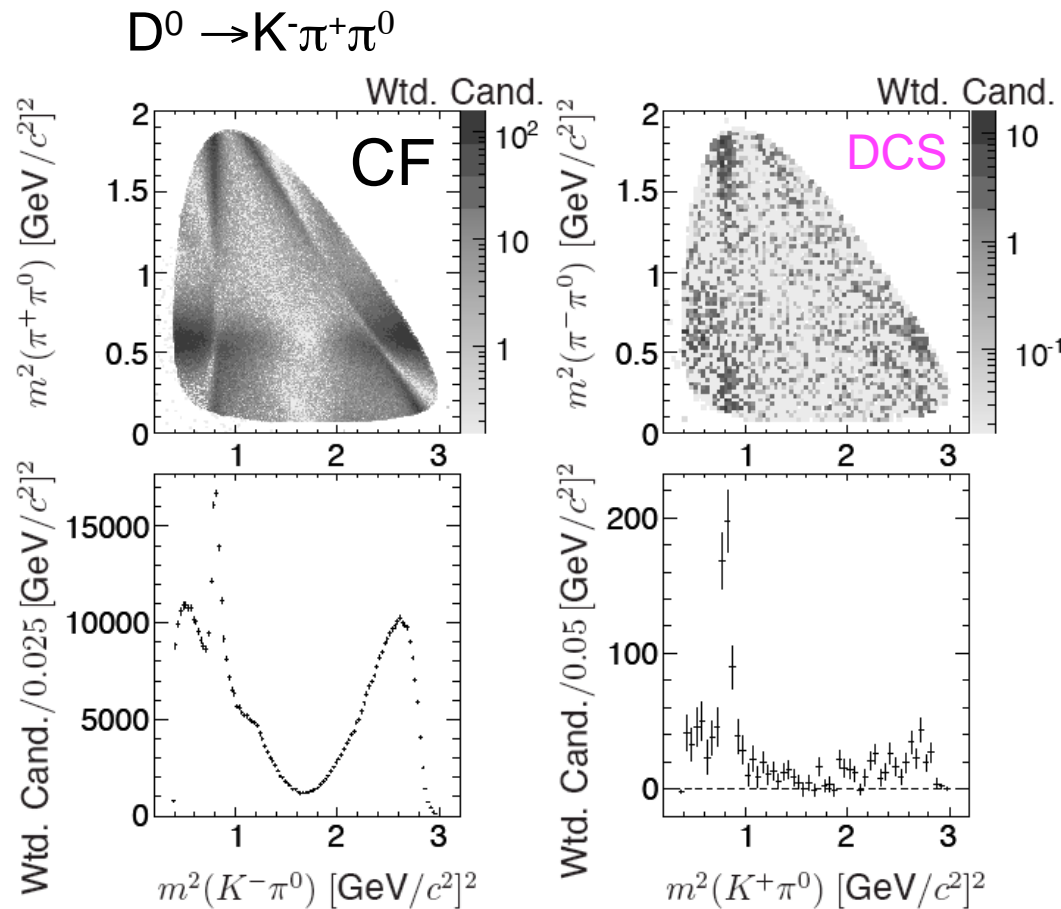 D⁰ →K⁻π⁺π⁰
Wtd. Cand.
CF
m²(π⁺π⁰) [GeV/c²]²
2
1.5
1
0.5
0
1 2 3
10²
10
1
Wtd. Cand.
DCS
m²(π⁻π⁰) [GeV/c²]²
2
1.5
1
0.5
0
1 2 3
10
1
10⁻¹
Wtd. Cand./0.025 [GeV/c²]²
15000
10000
5000
0
1 2 3
m²(K⁻π⁰) [GeV/c²]²
Wtd. Cand./0.05 [GeV/c²]²
200
100
0
1 2 3
m²(K⁺π⁰) [GeV/c²]²